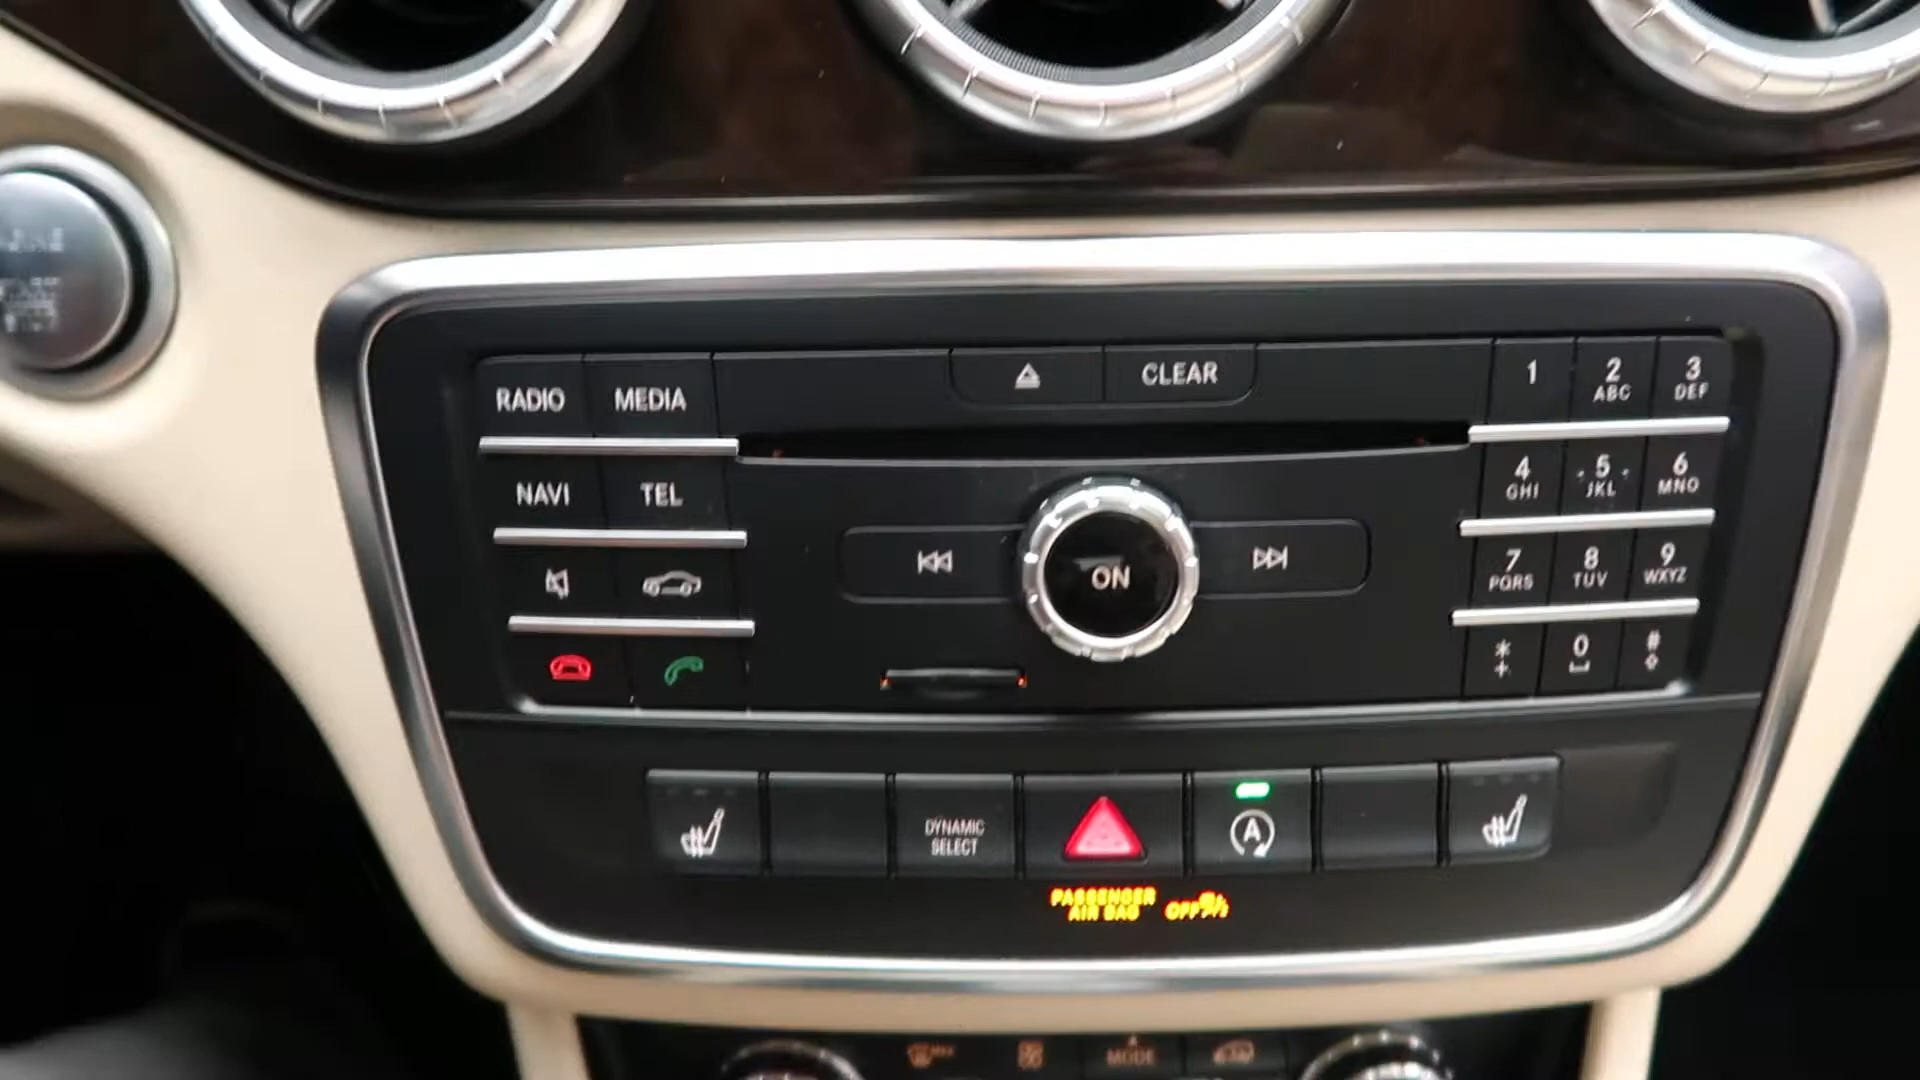 RADIO
MEDIA
CLEAR
1
2
ABC
3
DEF
NAVI
TEL
4
GHI
5
JKL
6
MNO
ON
7
PQRS
8
TUV
9
WXYZ
*
+
0
#
DYNAMIC
SELECT
A
PASSENGER
AIR BAG
OFF
MODE